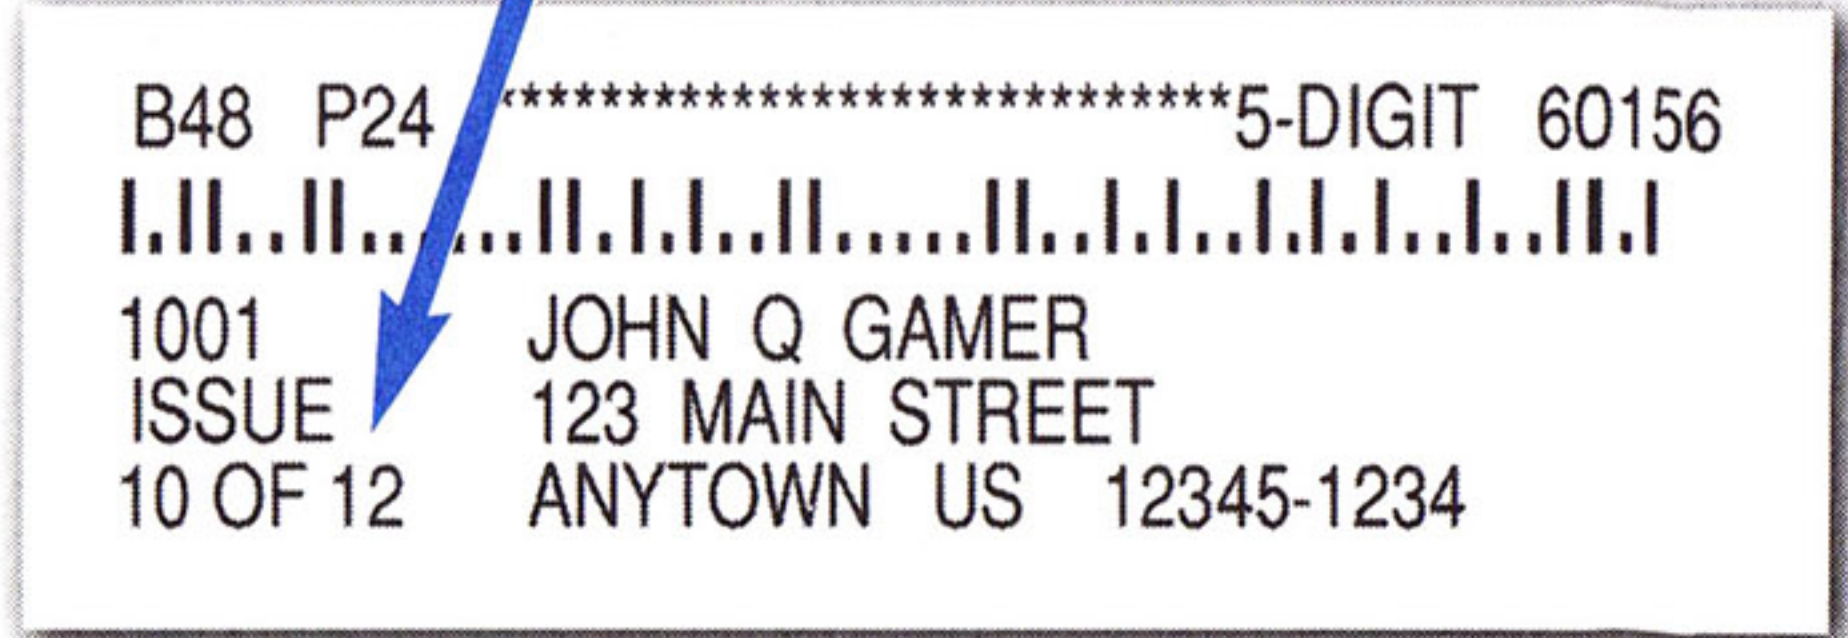 B48 P24 ****************************5-DIGIT 60156
1001 JOHN Q GAMER
ISSUE 123 MAIN STREET
10 OF 12 ANYTOWN US 12345-1234